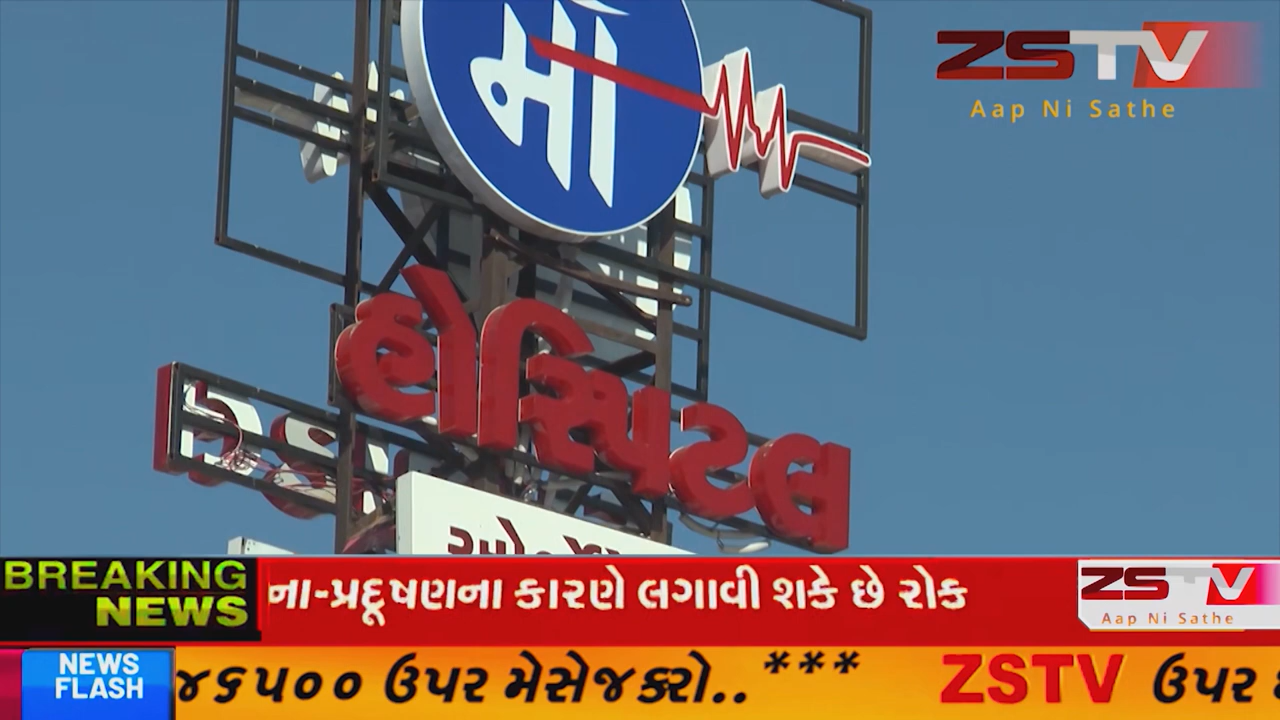 ZSTV
Aap Ni Sathe
માઁ
હોસ્પિટલ
BREAKING
NEWS
ના-પ્રદૂષણના કારણે લગાવી શકે છે રોક
ZSTV
Aap Ni Sathe
NEWS
FLASH
૪૬૫૦૦ ઉપર મેસેજ કરો..*** ZSTV ઉપર